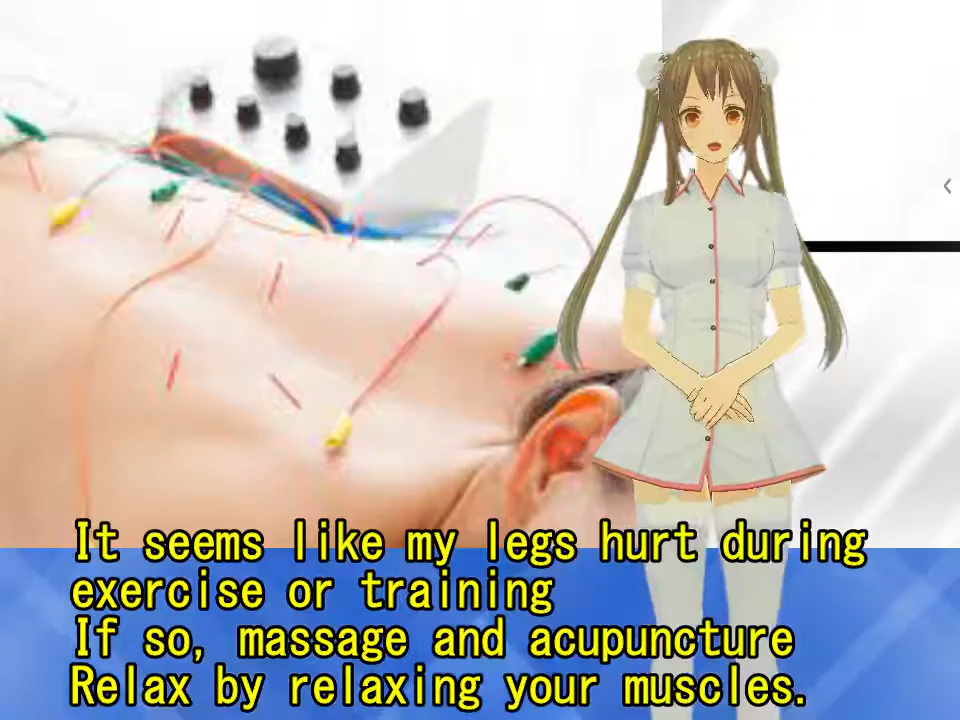 It seems like my legs hurt during
exercise or training
If so, massage and acupuncture
Relax by relaxing your muscles.